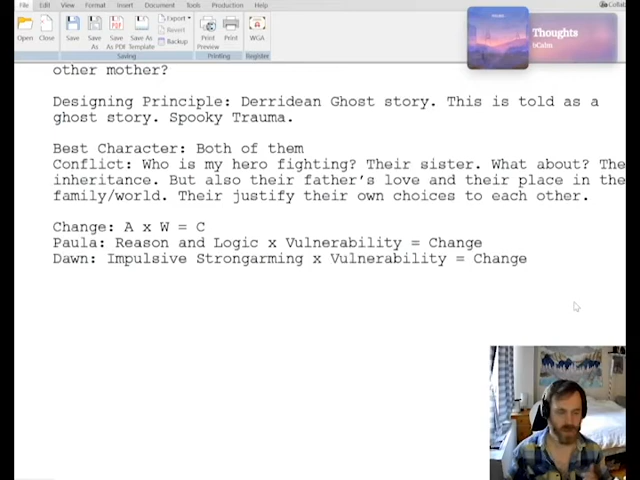 File Edit View Insert Document Tools Production Help
Collab
Export
Revert
Backup
Open Close Save Save As Save As PDF Save As Template Print Preview Print WGA
Saving Printing Register
Thoughts
other mother?
Designing Principle: Derridean Ghost story. This is told as a
ghost story. Spooky Trauma.
Best Character: Both of them
Conflict: Who is my hero fighting? Their sister. What about? The
inheritance. But also their father's love and their place in the
family/world. Their justify their own choices to each other.
Change: A x W = C
Paula: Reason and Logic x Vulnerability = Change
Dawn: Impulsive Strongarming x Vulnerability = Change